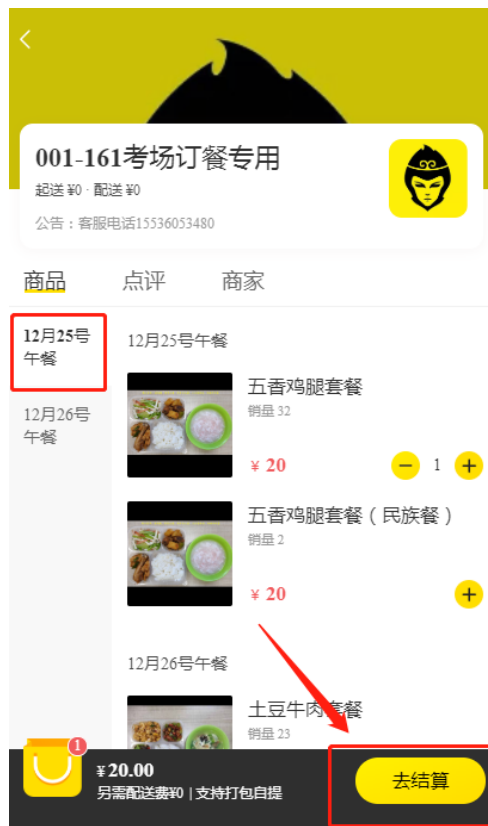 001-161考场订餐专用
起送 ¥0 · 配送 ¥0
公告：客服电话15536053480
商品
点评
商家
12月25号
午餐
12月26号
午餐
12月25号午餐
五香鸡腿套餐
销量 32
¥ 20
1
五香鸡腿套餐（民族餐）
销量 2
¥ 20
12月26号午餐
土豆牛肉套餐
销量 23
1
¥20.00
另需配送费¥0 | 支持打包自提
去结算